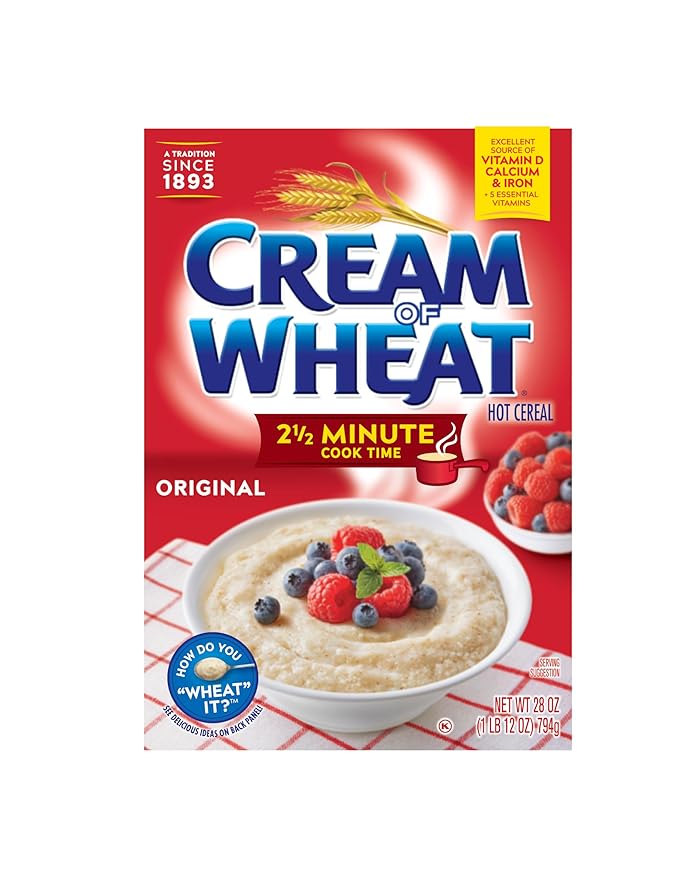 A TRADITION
SINCE
1893
EXCELLENT
SOURCE OF
VITAMIN D
CALCIUM
& IRON
+ 5 ESSENTIAL
VITAMINS
CREAM
OF
WHEAT®
HOT CEREAL
2½ MINUTE
COOK TIME
ORIGINAL
HOW DO YOU
"WHEAT"
IT?™
SEE DELICIOUS IDEAS ON BACK PANEL!
SERVING
SUGGESTION
NET WT 28 OZ
(1 LB 12 OZ) 794g
K